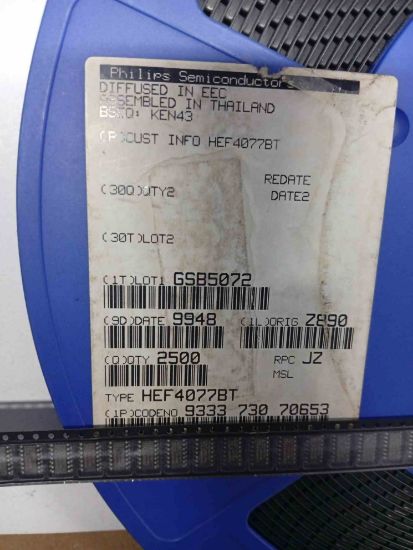 Philips Semiconductors
DIFFUSED IN EEC
ASSEMBLED IN THAILAND
KEN43
(P)CUST INFO HEF4077BT
REDATE
(30Q)QTY2 DATE2
(30T)LOT2
(1T)LOT1 GSB5072
(9D)DATE 9948 (1L)ORIG Z890
(Q)QTY 2500 RPC JZ
MSL
TYPE HEF4077BT
(1P)CODENO 9333 730 70653